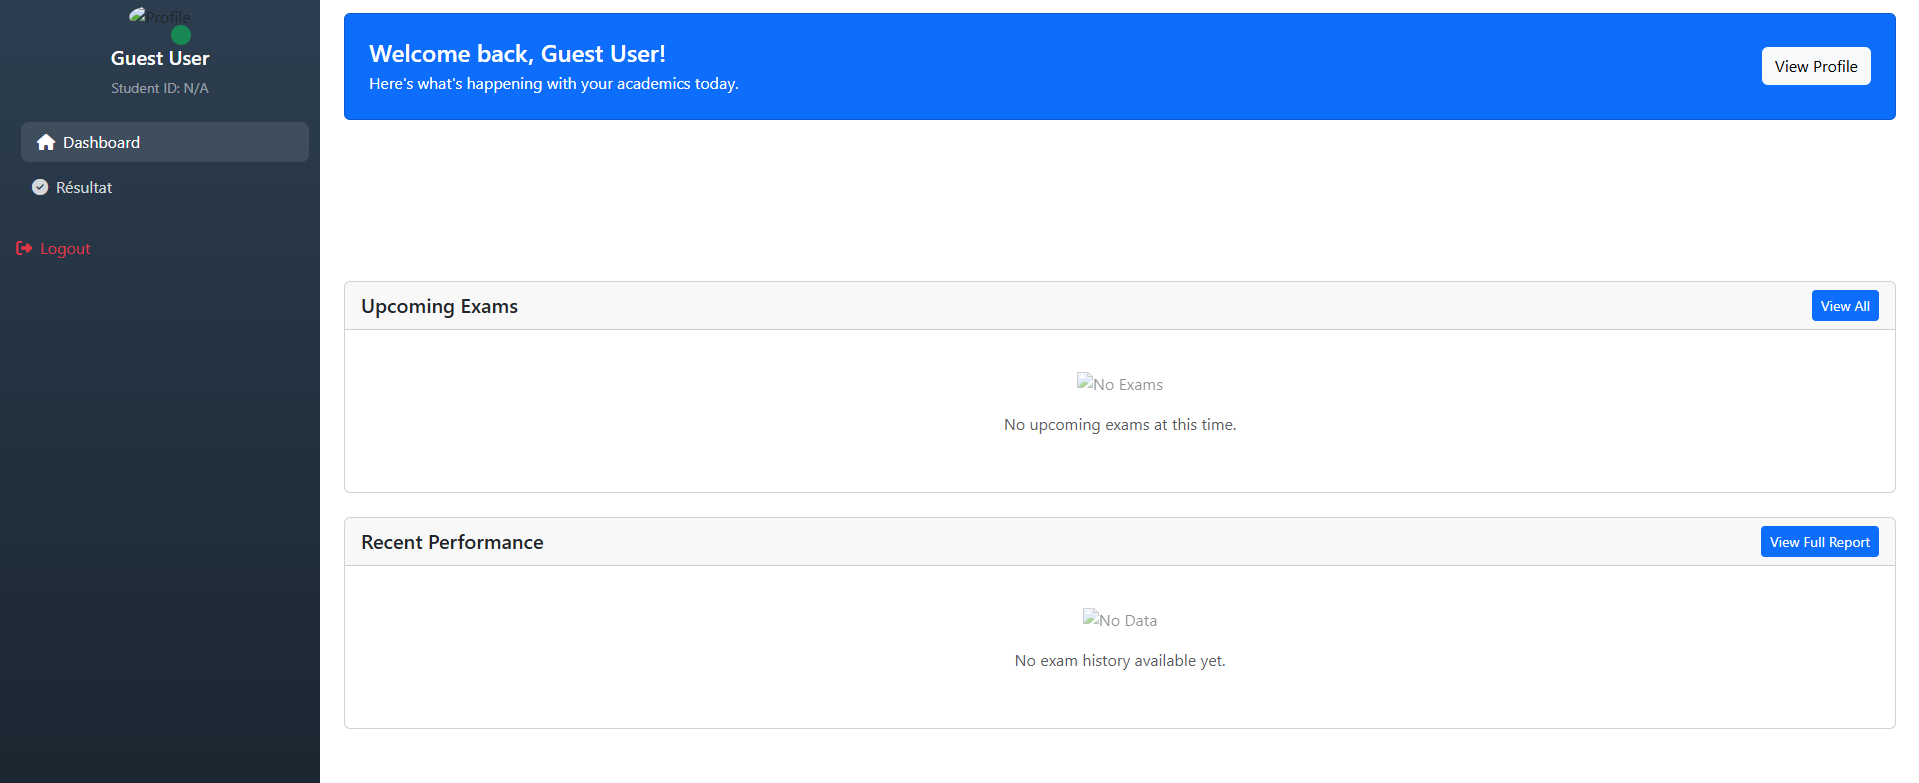 Profile
Guest User
Student ID: N/A
Dashboard
Résultat
Logout
Welcome back, Guest User!
Here's what's happening with your academics today.
View Profile
Upcoming Exams
View All
No Exams
No upcoming exams at this time.
Recent Performance
View Full Report
No Data
No exam history available yet.